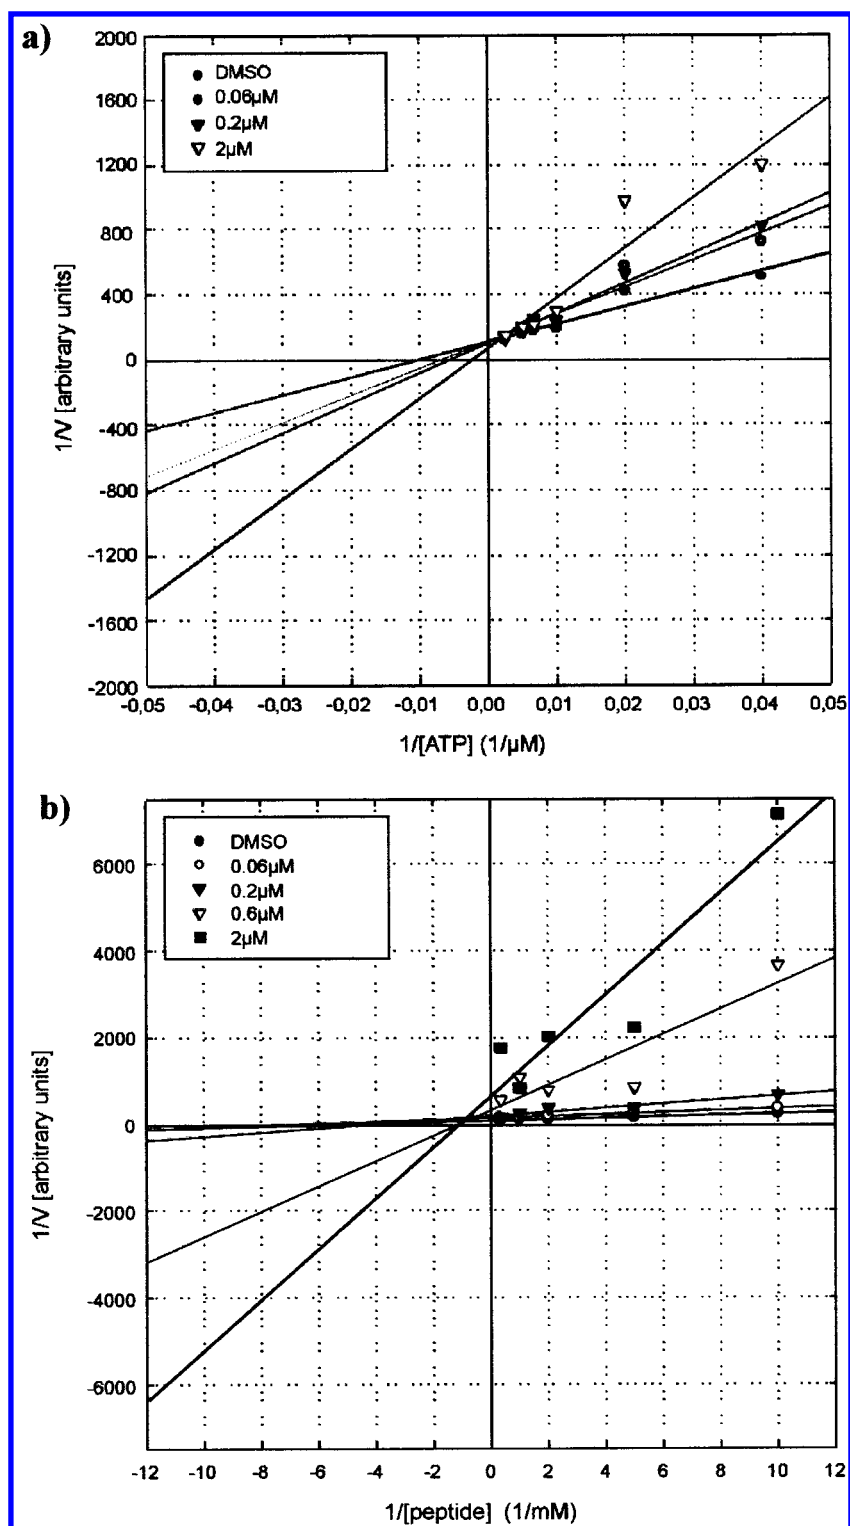 a)
2000
1600
1200
800
400
0
-400
-800
-1200
-1600
-2000
1/V [arbitrary units]
DMSO
0.06µM
0.2µM
2µM
-0,05 -0,04 -0,03 -0,02 -0,01 0,00 0,01 0,02 0,03 0,04 0,05
1/[ATP] (1/µM)
b)
6000
4000
2000
0
-2000
-4000
-6000
1/V [arbitrary units]
DMSO
0.06µM
0.2µM
0.6µM
2µM
-12 -10 -8 -6 -4 -2 0 2 4 6 8 10 12
1/[peptide] (1/mM)